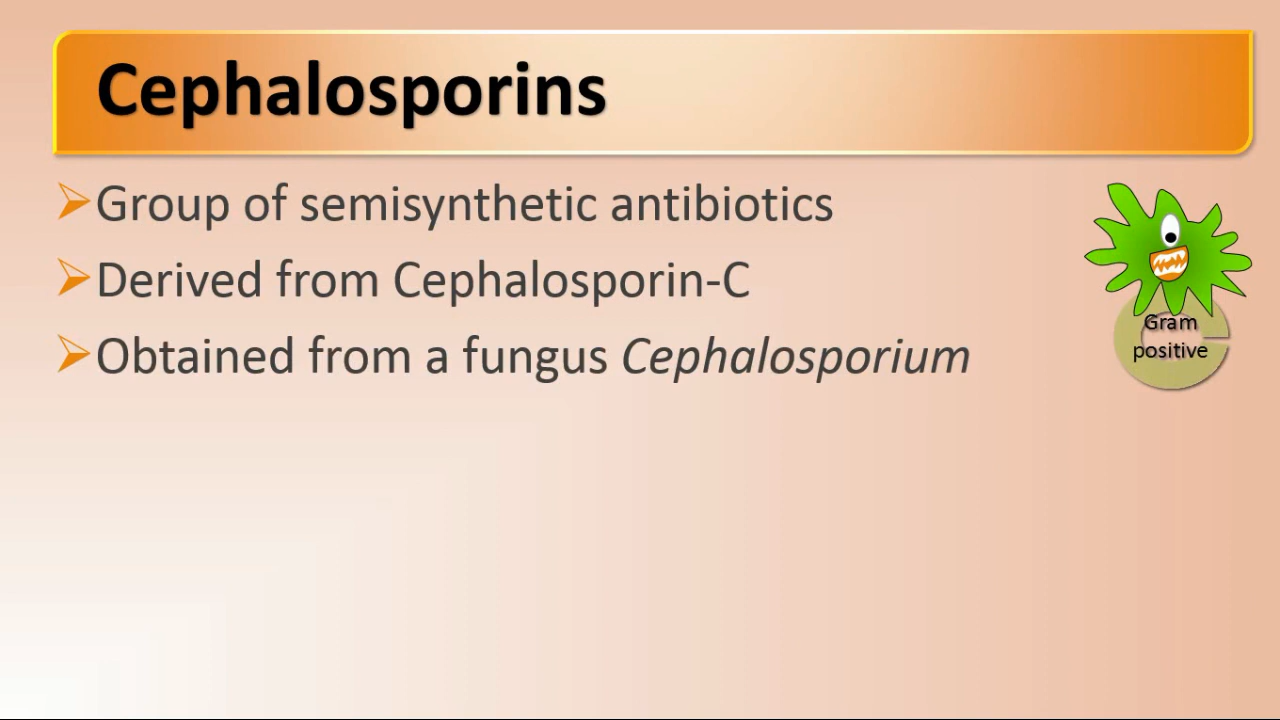 Cephalosporins
Group of semisynthetic antibiotics
Derived from Cephalosporin-C
Obtained from a fungus Cephalosporium
Gram
positive